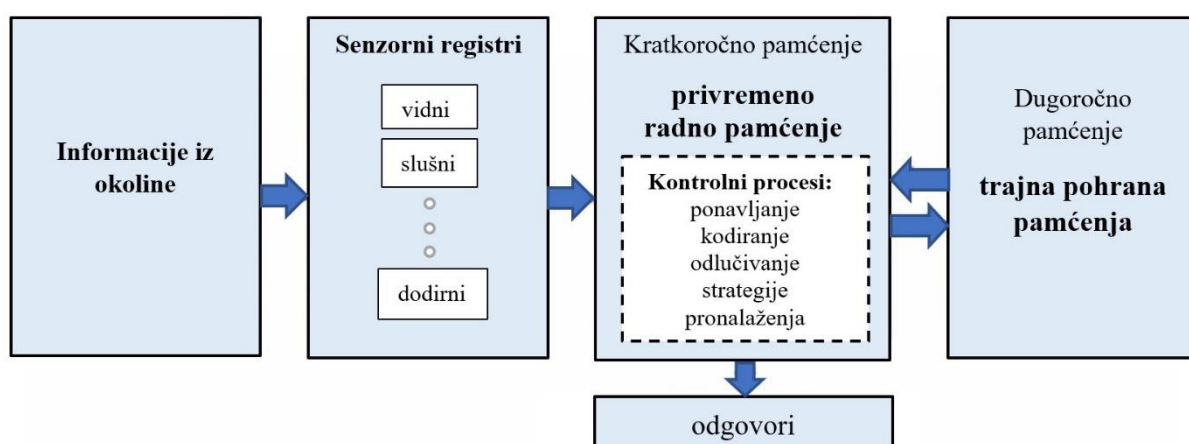 Informacije iz
okoline
Senzorni registri
vidni
slušni
dodirni
Kratkoročno pamćenje
privremeno
radno pamćenje
Kontrolni procesi:
ponavljanje
kodiranje
odlučivanje
strategije
pronalaženja
odgovori
Dugoročno
pamćenje
trajna pohrana
pamćenja